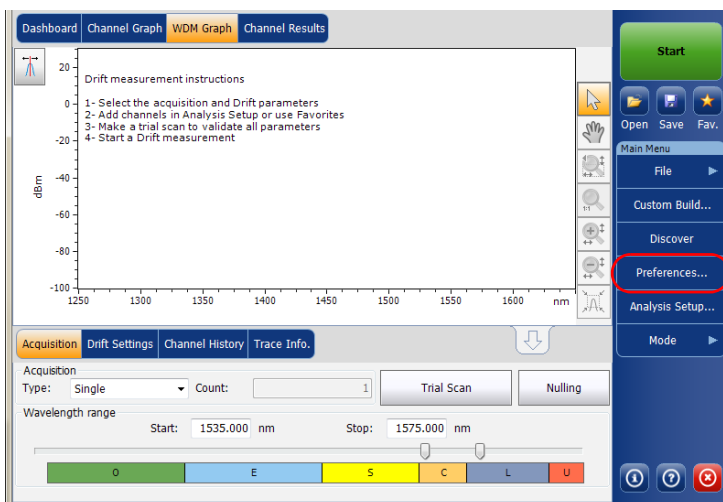 Dashboard Channel Graph WDM Graph Channel Results
Drift measurement instructions
1- Select the acquisition and Drift parameters
2- Add channels in Analysis Setup or use Favorites
3- Make a trial scan to validate all parameters
4- Start a Drift measurement
dBm
20
0
-20
-40
-60
-80
-100
1250 1300 1350 1400 1450 1500 1550 1600 nm
1:1
Acquisition Drift Settings Channel History Trace Info.
Acquisition
Type: Single Count: 1 Trial Scan Nulling
Wavelength range
Start: 1535.000 nm Stop: 1575.000 nm
O E S C L U
Start
Open Save Fav.
Main Menu
File
Custom Build...
Discover
Preferences...
Analysis Setup...
Mode